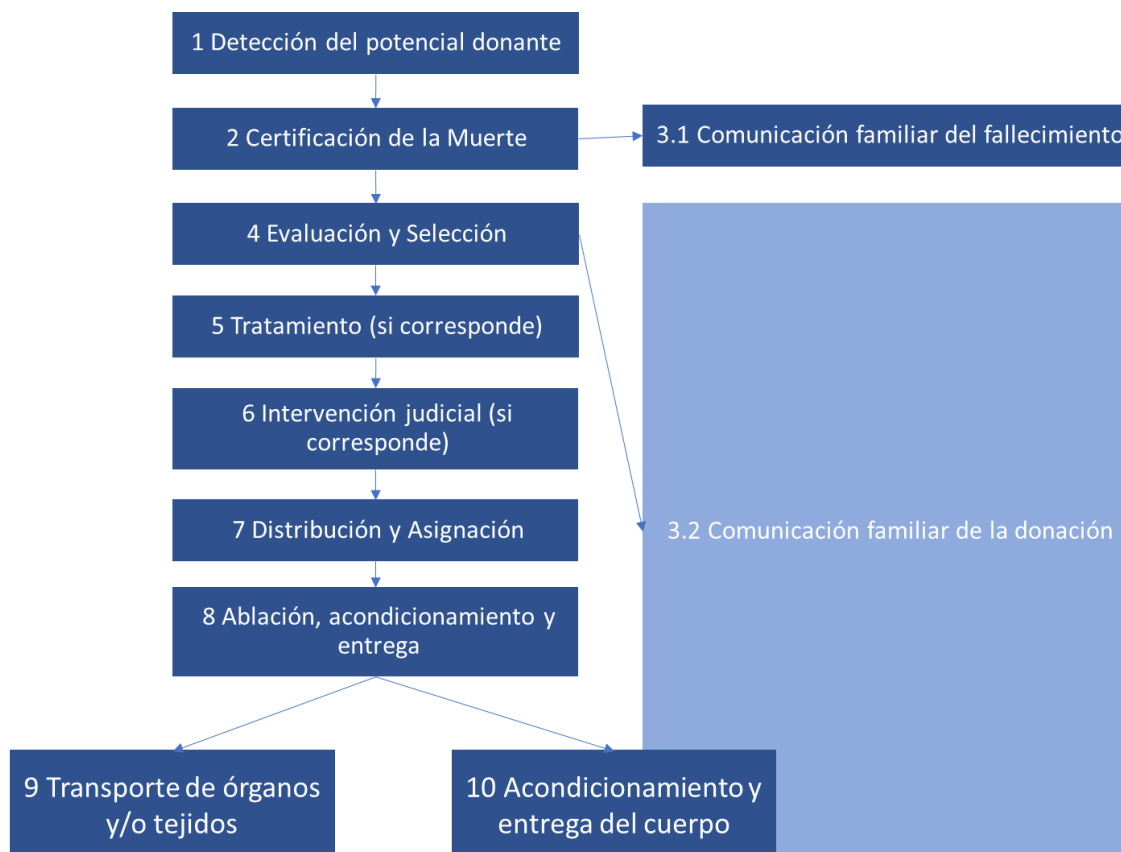 1 Detección del potencial donante
2 Certificación de la Muerte
3.1 Comunicación familiar del fallecimiento
4 Evaluación y Selección
5 Tratamiento (si corresponde)
6 Intervención judicial (si
corresponde)
7 Distribución y Asignación
3.2 Comunicación familiar de la donación
8 Ablación, acondicionamiento y
entrega
9 Transporte de órganos
y/o tejidos
10 Acondicionamiento y
entrega del cuerpo